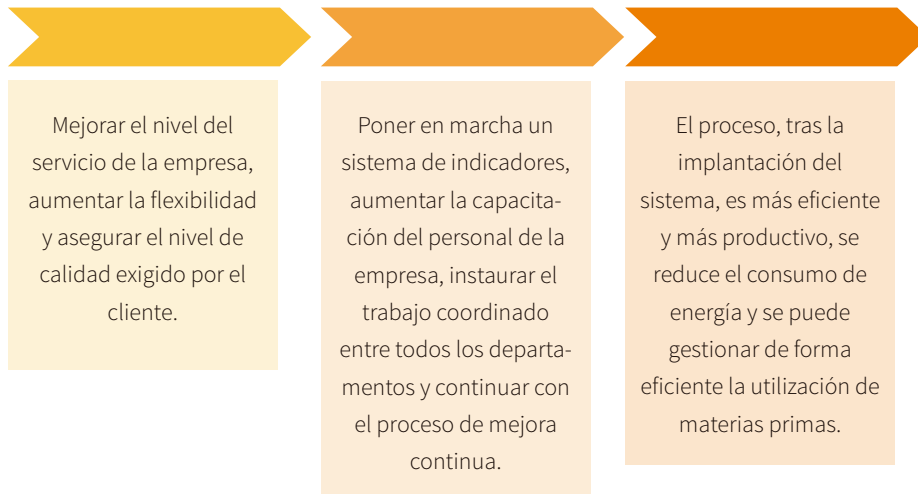 Mejorar el nivel del
servicio de la empresa,
aumentar la flexibilidad
y asegurar el nivel de
calidad exigido por el
cliente.
Poner en marcha un
sistema de indicadores,
aumentar la capacita-
ción del personal de la
empresa, instaurar el
trabajo coordinado
entre todos los departa-
mentos y continuar con
el proceso de mejora
continua.
El proceso, tras la
implantación del
sistema, es más eficiente
y más productivo, se
reduce el consumo de
energía y se puede
gestionar de forma
eficiente la utilización de
materias primas.